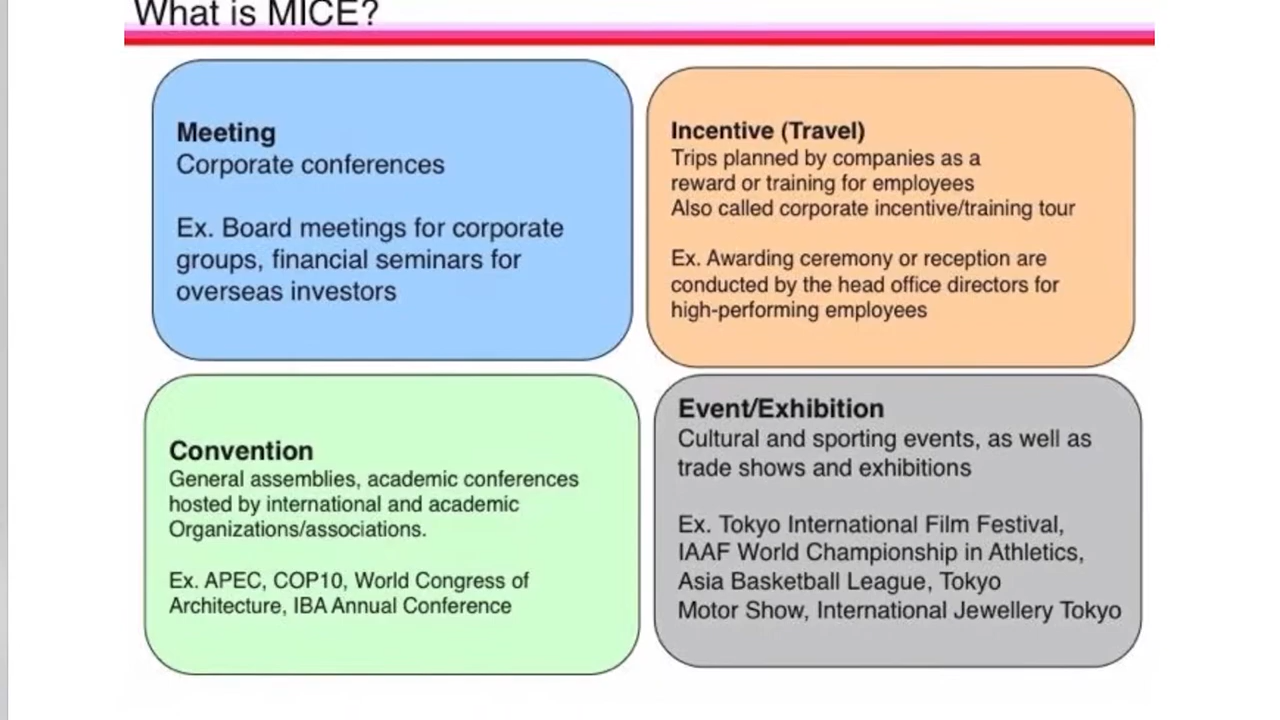 What is MICE?
Meeting
Corporate conferences
Ex. Board meetings for corporate
groups, financial seminars for
overseas investors
Incentive (Travel)
Trips planned by companies as a
reward or training for employees
Also called corporate incentive/training tour
Ex. Awarding ceremony or reception are
conducted by the head office directors for
high-performing employees
Convention
General assemblies, academic conferences
hosted by international and academic
Organizations/associations.
Ex. APEC, COP10, World Congress of
Architecture, IBA Annual Conference
Event/Exhibition
Cultural and sporting events, as well as
trade shows and exhibitions
Ex. Tokyo International Film Festival,
IAAF World Championship in Athletics,
Asia Basketball League, Tokyo
Motor Show, International Jewellery Tokyo